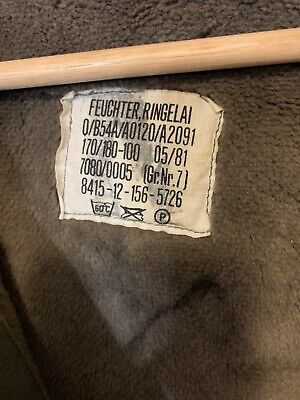 FEUCHTER, RINGELAI
O/B54A/A0120/A2091
170/180-100 05/81
7080/0005 (Gr.Nr.7)
8415-12-156-5726
60°C P